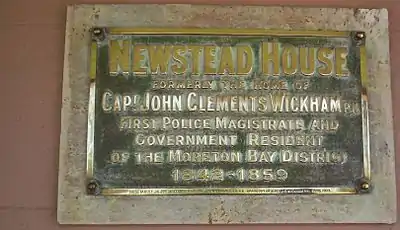 NEWSTEAD HOUSE
FORMERLY THE HOME OF
CAPT. JOHN CLEMENTS WICKHAM R.N.
FIRST POLICE MAGISTRATE AND
GOVERNMENT RESIDENT
OF THE MORETON BAY DISTRICT
1842-1859